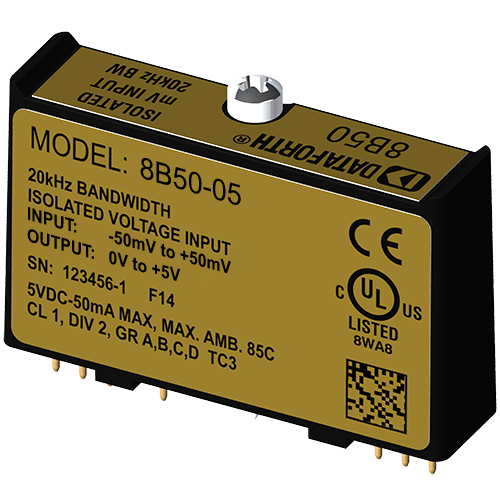 ISOLATED
mV INPUT
20kHz BW
DATAFORTH®
8B50
MODEL: 8B50-05
20kHz BANDWIDTH
ISOLATED VOLTAGE INPUT
INPUT: -50mV to +50mV
OUTPUT: 0V to +5V
SN: 123456-1 F14
5VDC-50mA MAX, MAX. AMB. 85C
CL 1, DIV 2, GR A,B,C,D TC3
CE
C UL US
LISTED
8WA8